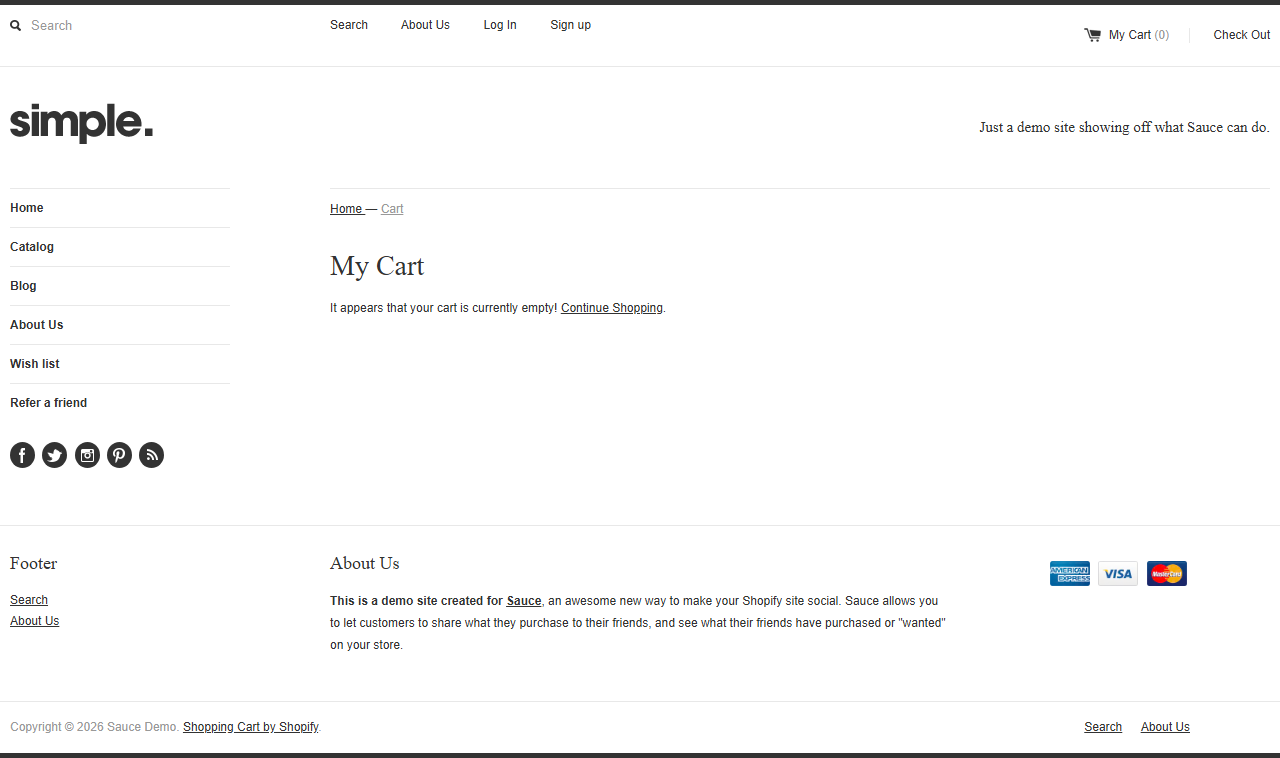 Search
Search About Us Log In Sign up
My Cart (0) Check Out
simple.
Just a demo site showing off what Sauce can do.
Home
Catalog
Blog
About Us
Wish list
Refer a friend
Home — Cart
My Cart
It appears that your cart is currently empty! Continue Shopping.
Footer
Search
About Us
About Us
This is a demo site created for Sauce, an awesome new way to make your Shopify site social. Sauce allows you
to let customers to share what they purchase to their friends, and see what their friends have purchased or "wanted"
on your store.
AMERICAN EXPRESS VISA MasterCard
Copyright © 2026 Sauce Demo. Shopping Cart by Shopify.
Search About Us